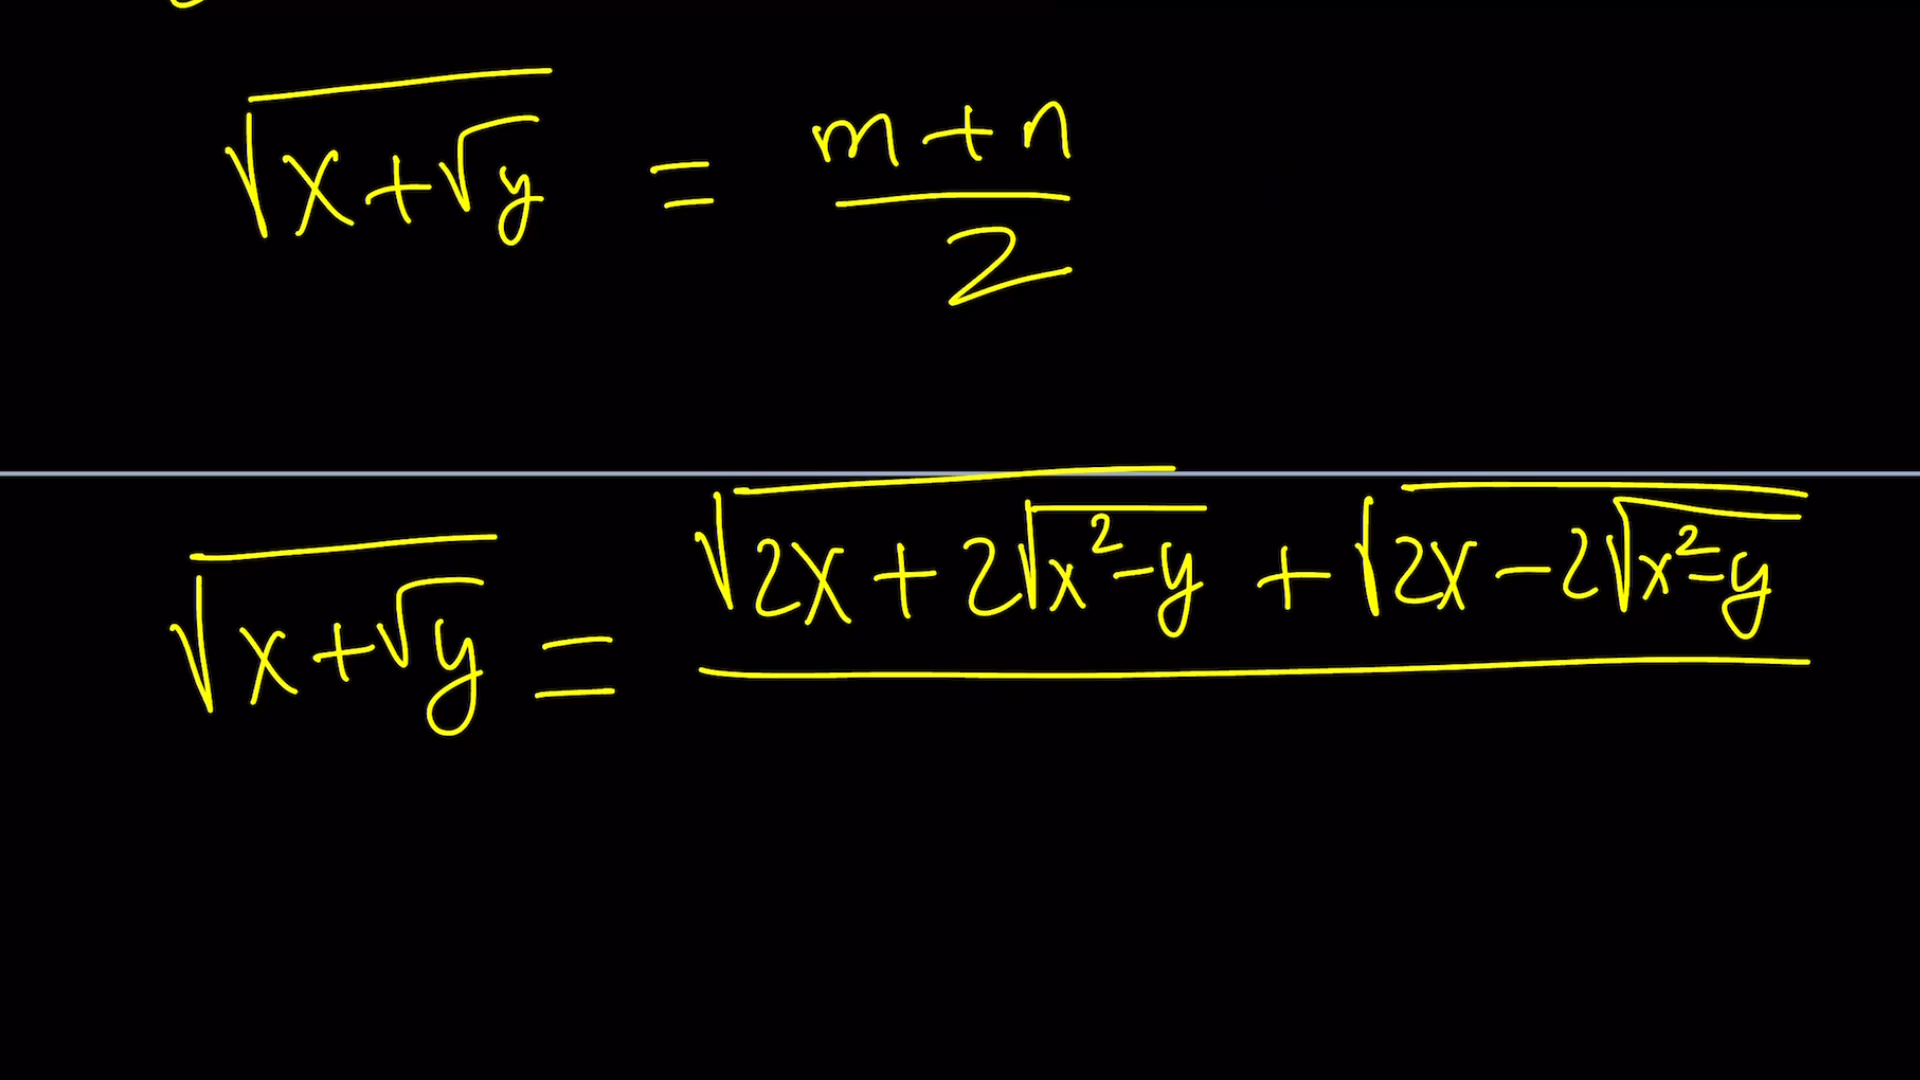 √(x+√y) = (m+n)/2
√(x+√y) = √(2x+2√(x²-y)) + √(2x-2√(x²-y))